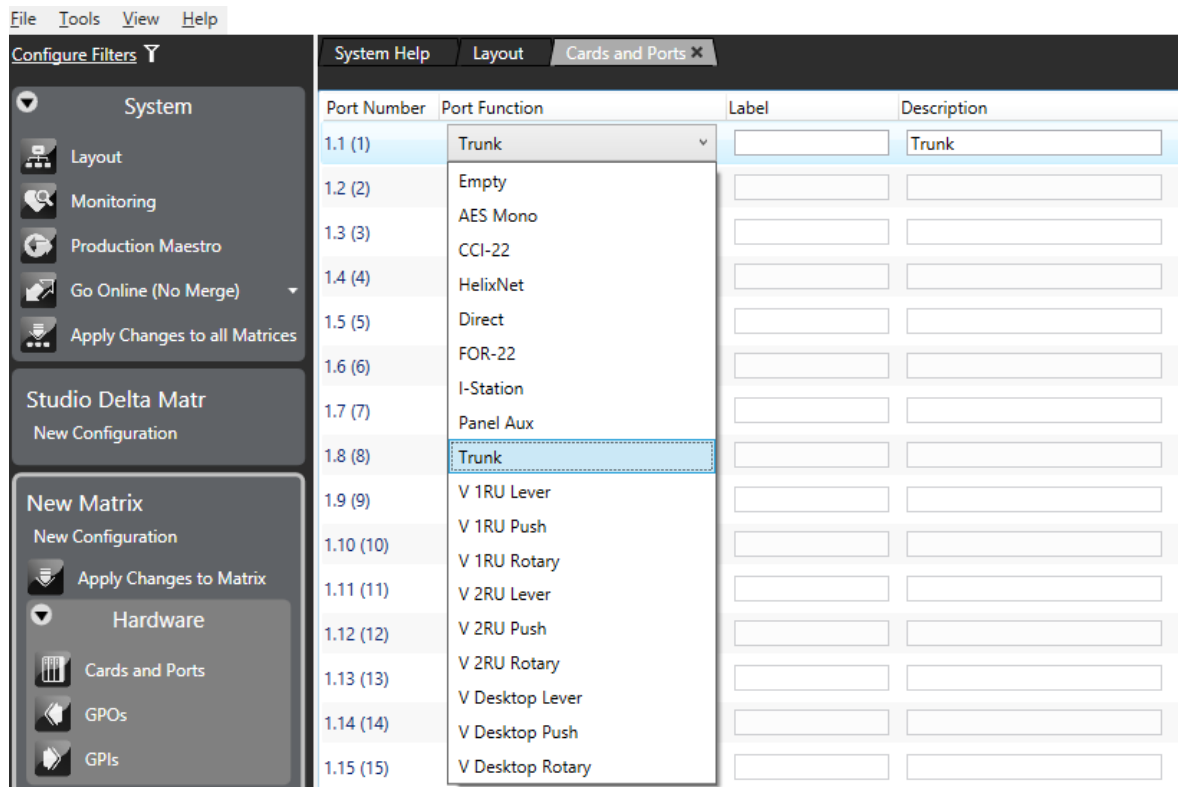 File Tools View Help
Configure Filters
System
Layout
Monitoring
Production Maestro
Go Online (No Merge)
Apply Changes to all Matrices
Studio Delta Matr
New Configuration
New Matrix
New Configuration
Apply Changes to Matrix
Hardware
Cards and Ports
GPOs
GPIs
System Help Layout Cards and Ports
Port Number Port Function Label Description
1.1 (1) Trunk Trunk
1.2 (2)
1.3 (3)
1.4 (4)
1.5 (5)
1.6 (6)
1.7 (7)
1.8 (8)
1.9 (9)
1.10 (10)
1.11 (11)
1.12 (12)
1.13 (13)
1.14 (14)
1.15 (15)
Empty
AES Mono
CCI-22
HelixNet
Direct
FOR-22
I-Station
Panel Aux
Trunk
V 1RU Lever
V 1RU Push
V 1RU Rotary
V 2RU Lever
V 2RU Push
V 2RU Rotary
V Desktop Lever
V Desktop Push
V Desktop Rotary